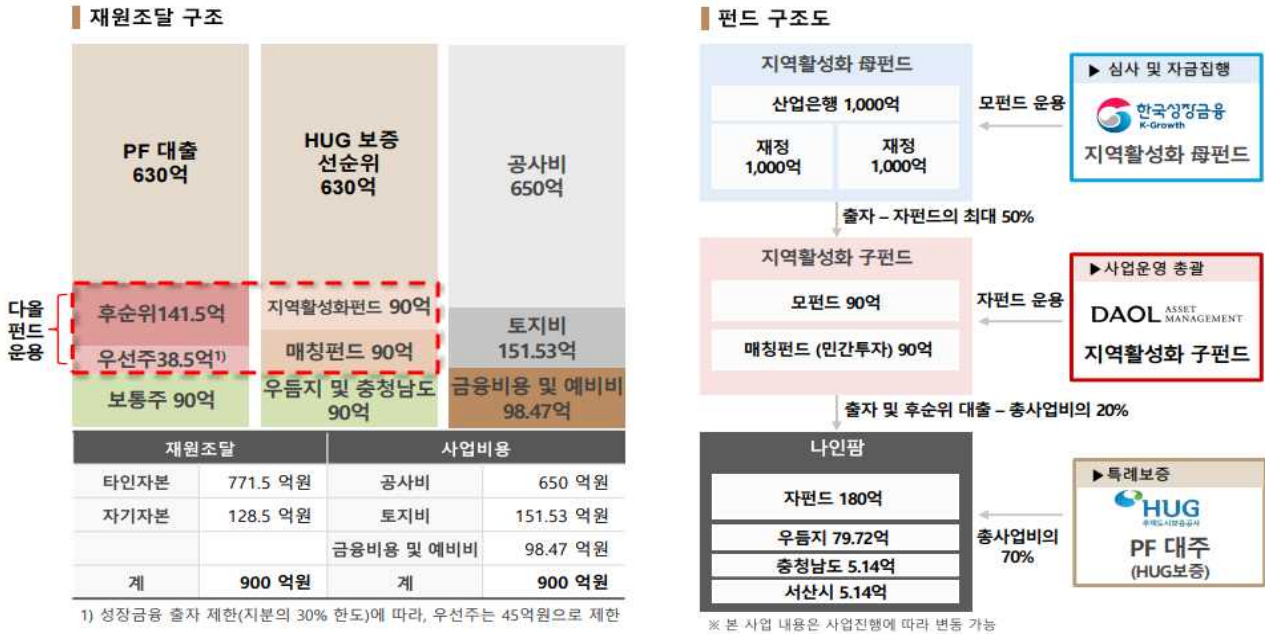 재원조달 구조
PF 대출
630억
HUG 보증
선순위
630억
공사비
650억
다올
펀드
운용
후순위141.5억
우선주38.5억1)
보통주 90억
지역활성화펀드 90억
매칭펀드 90억
우듬지 및 충청남도
90억
토지비
151.53억
금융비용 및 예비비
98.47억
재원조달 사업비용
타인자본 771.5 억원 공사비 650 억원
자기자본 128.5 억원 토지비 151.53 억원
금융비용 및 예비비 98.47 억원
계 900 억원 계 900 억원
1) 성장금융 출자 제한(지분의 30% 한도)에 따라, 우선주는 45억원으로 제한
펀드 구조도
지역활성화 母펀드
산업은행 1,000억
재정
1,000억
재정
1,000억
모펀드 운용
▶ 심사 및 자금집행
한국성장금융
K-Growth
지역활성화 母펀드
출자 – 자펀드의 최대 50%
지역활성화 子펀드
모펀드 90억
매칭펀드 (민간투자) 90억
자펀드 운용
▶사업운영 총괄
DAOL ASSET
MANAGEMENT
지역활성화 子펀드
출자 및 후순위 대출 – 총사업비의 20%
나인팜
자펀드 180억
우듬지 79.72억
충청남도 5.14억
서산시 5.14억
총사업비의
70%
▶특례보증
HUG
주택도시보증공사
PF 대주
(HUG보증)
※ 본 사업 내용은 사업진행에 따라 변동 가능